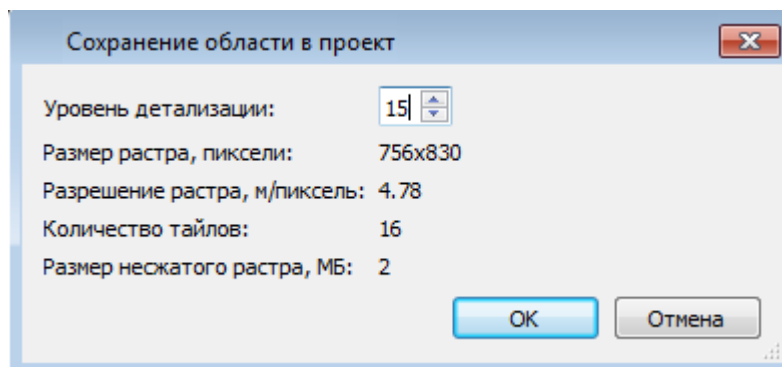 Сохранение области в проект
Уровень детализации: 15
Размер растра, пиксели: 756x830
Разрешение растра, м/пиксель: 4.78
Количество тайлов: 16
Размер несжатого растра, МБ: 2
OK Отмена